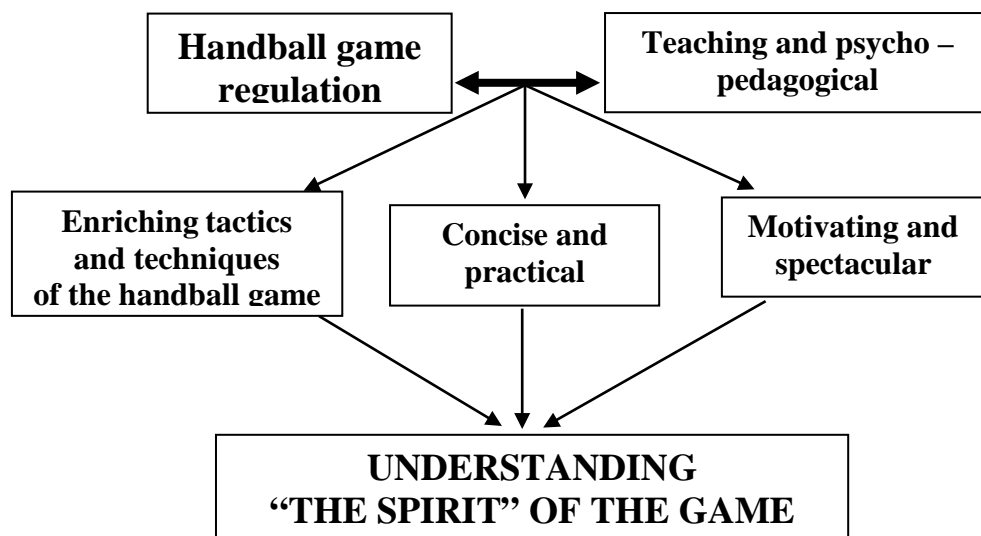 Handball game
regulation
Teaching and psycho –
pedagogical
Enriching tactics
and techniques
of the handball game
Concise and
practical
Motivating and
spectacular
UNDERSTANDING
“THE SPIRIT” OF THE GAME